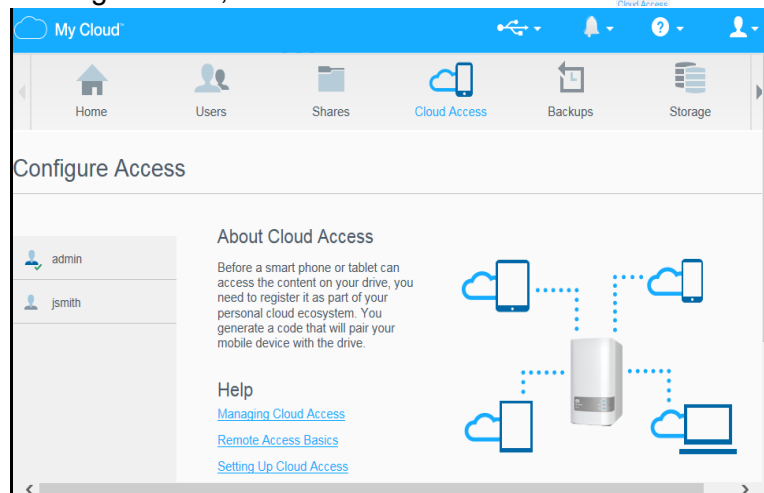 Cloud Access
My Cloud™
Home
Users
Shares
Cloud Access
Backups
Storage
Configure Access
admin
jsmith
About Cloud Access
Before a smart phone or tablet can
access the content on your drive, you
need to register it as part of your
personal cloud ecosystem. You
generate a code that will pair your
mobile device with the drive.
Help
Managing Cloud Access
Remote Access Basics
Setting Up Cloud Access